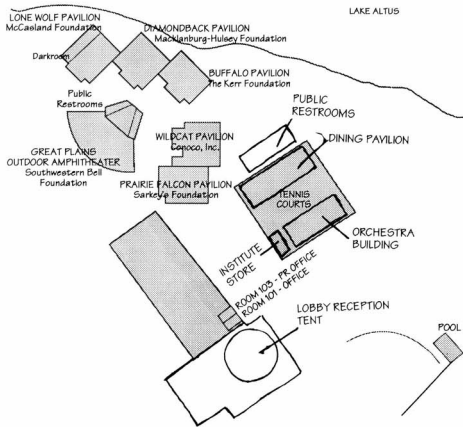 LAKE ALTUS
LONE WOLF PAVILION
McCasland Foundation
DIAMONDBACK PAVILION
Macklanburg-Hulsey Foundation
Darkroom
BUFFALO PAVILION
The Kerr Foundation
Public
Restrooms
PUBLIC
RESTROOMS
DINING PAVILION
WILDCAT PAVILION
Conoco, Inc.
GREAT PLAINS
OUTDOOR AMPHITHEATER
Southwestern Bell
Foundation
PRAIRIE FALCON PAVILION
Sarkey's Foundation
TENNIS
COURTS
ORCHESTRA
BUILDING
INSTITUTE
STORE
ROOM 103 - PR OFFICE
ROOM 101 - OFFICE
LOBBY RECEPTION
TENT
POOL